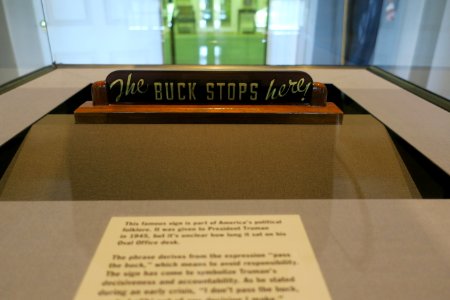 The BUCK STOPS here!
This famous sign is part of America's political
folklore. It was given to President Truman
in 1945, but it's unclear how long it sat on his
Oval Office desk.
The phrase derives from the expression "pass
the buck," which means to avoid responsibility.
The sign has come to symbolize Truman's
decisiveness and accountability. As he stated
during an early crisis, "I don't pass the buck,